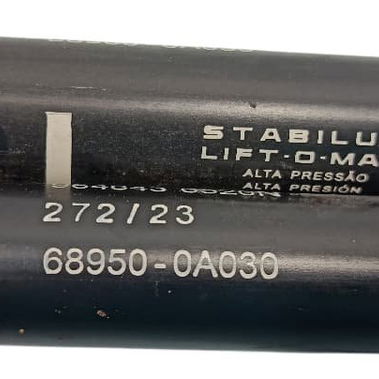 STABILU
LIFT-O-MA
ALTA PRESSÃO
ALTA PRESIÓN
272/23
68950-0A030